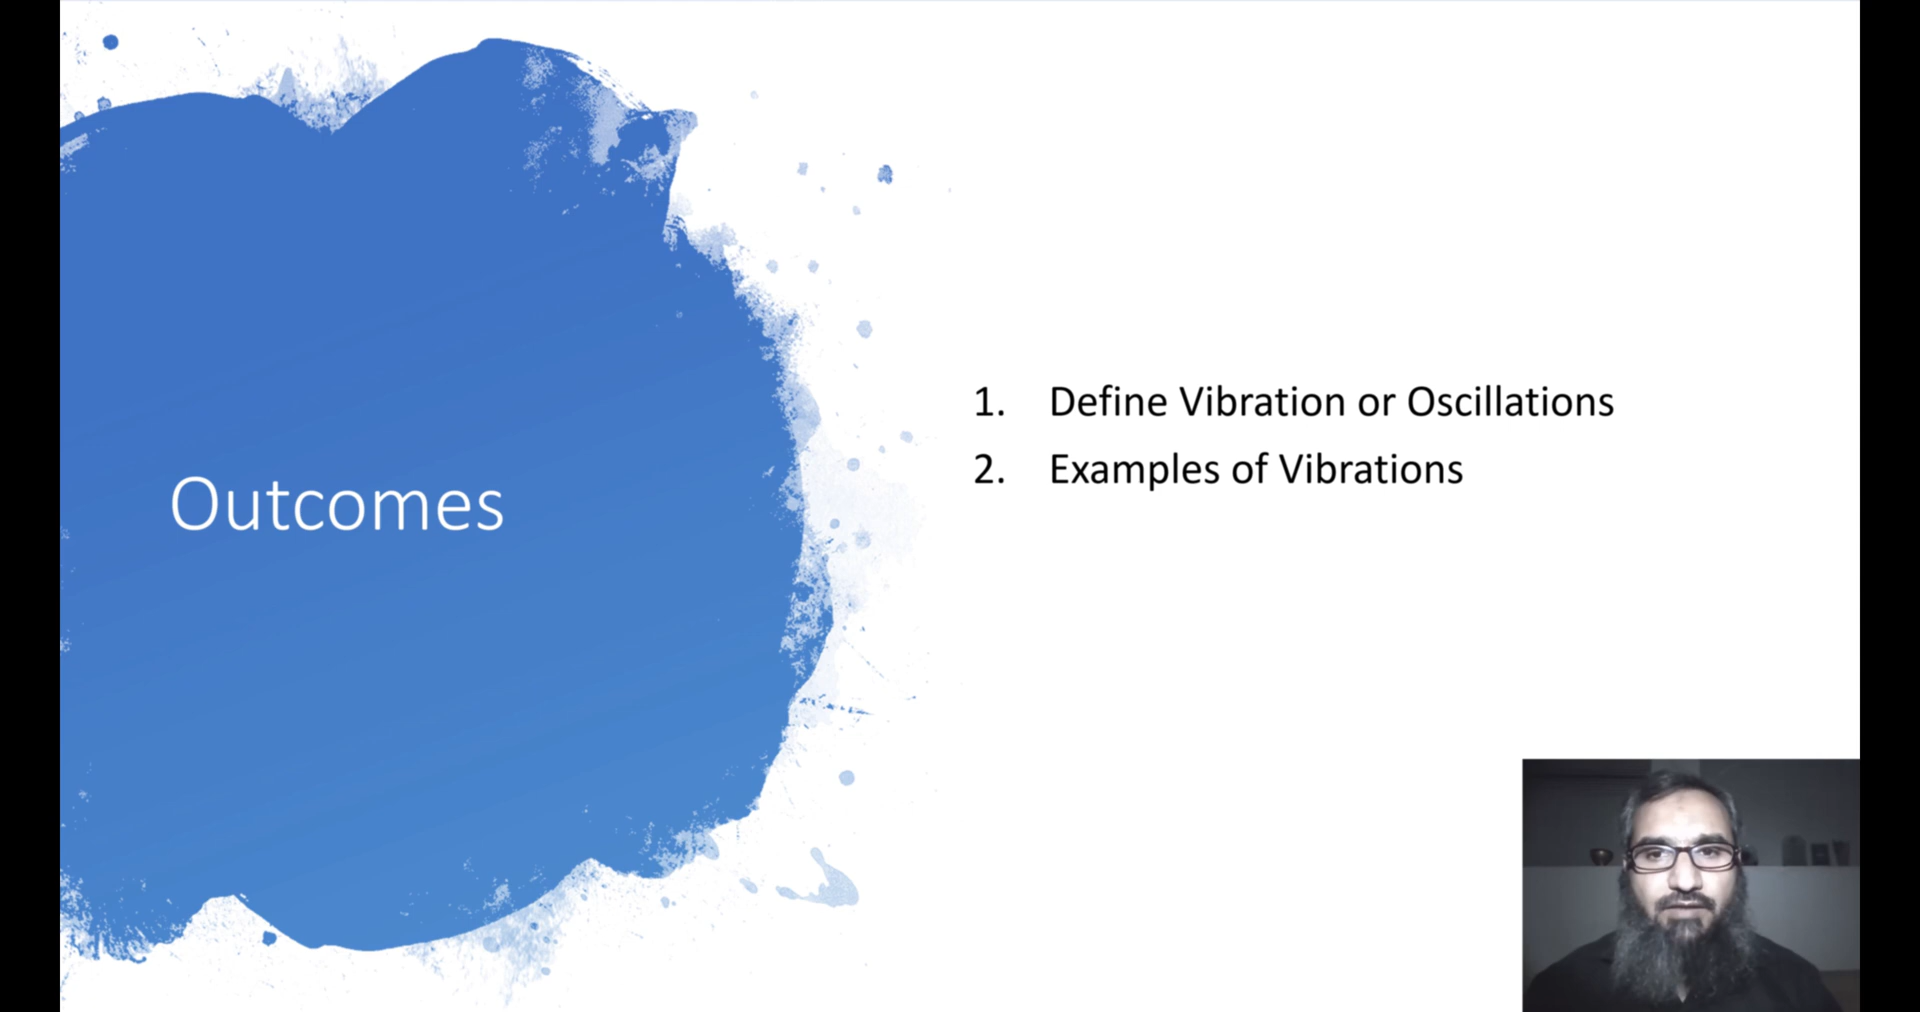 Outcomes
1. Define Vibration or Oscillations
2. Examples of Vibrations